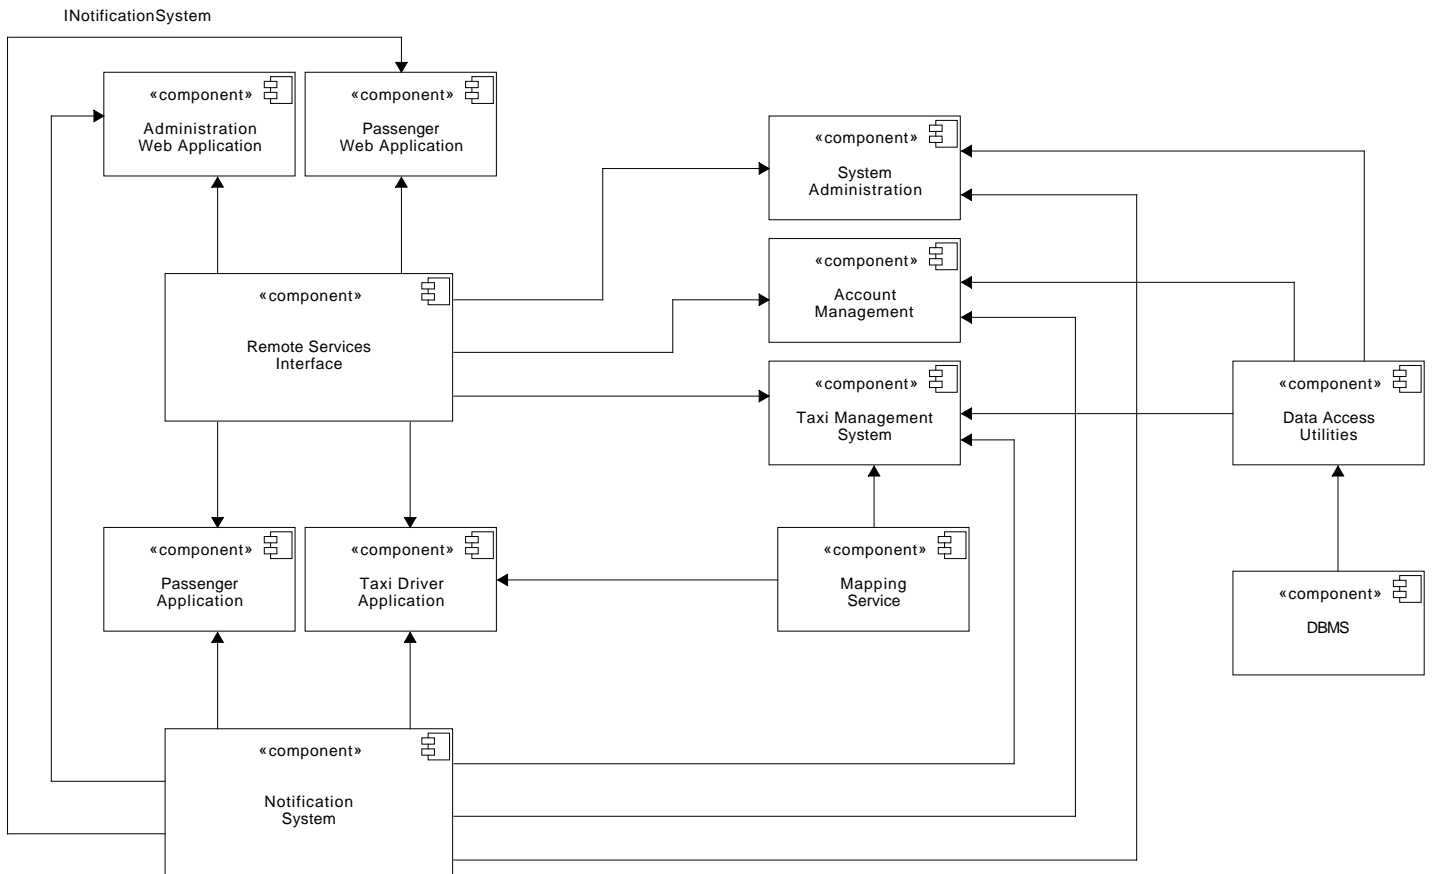 INotificationSystem
«component»
Administration
Web Application
«component»
Passenger
Web Application
«component»
System
Administration
«component»
Account
Management
«component»
Remote Services
Interface
«component»
Taxi Management
System
«component»
Data Access
Utilities
«component»
Passenger
Application
«component»
Taxi Driver
Application
«component»
Mapping
Service
«component»
DBMS
«component»
Notification
System